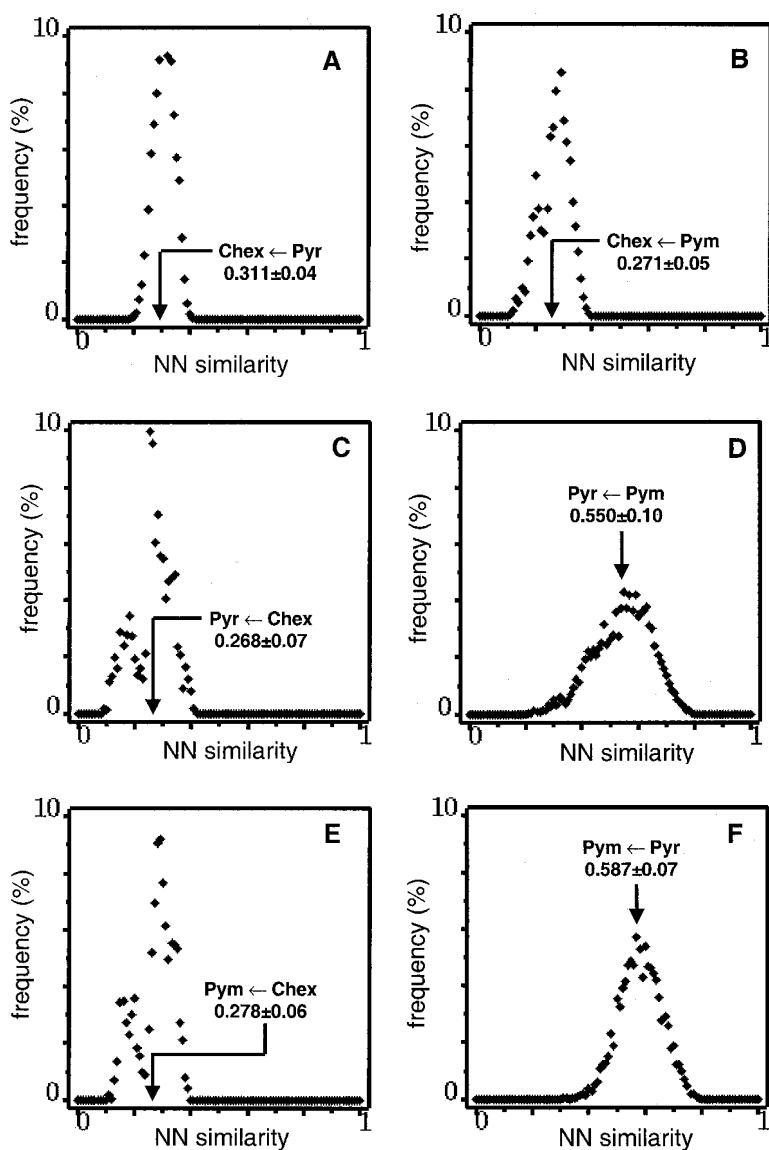 10
A
frequency (%)
Chex ← Pyr
0.311±0.04
0
0
1
NN similarity
10
B
frequency (%)
Chex ← Pym
0.271±0.05
0
0
1
NN similarity
10
C
frequency (%)
Pyr ← Chex
0.268±0.07
0
0
1
NN similarity
10
D
frequency (%)
Pyr ← Pym
0.550±0.10
0
0
1
NN similarity
10
E
frequency (%)
Pym ← Chex
0.278±0.06
0
0
1
NN similarity
10
F
frequency (%)
Pym ← Pyr
0.587±0.07
0
0
1
NN similarity